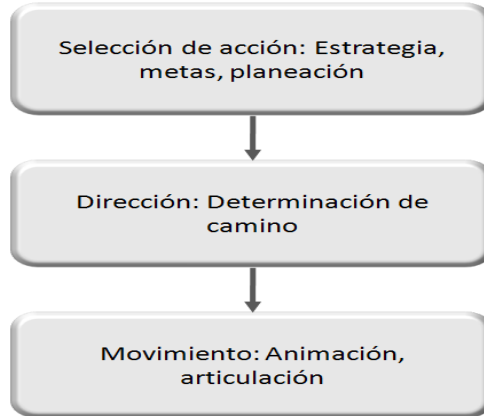 Selección de acción: Estrategia,
metas, planeación
Dirección: Determinación de
camino
Movimiento: Animación,
articulación